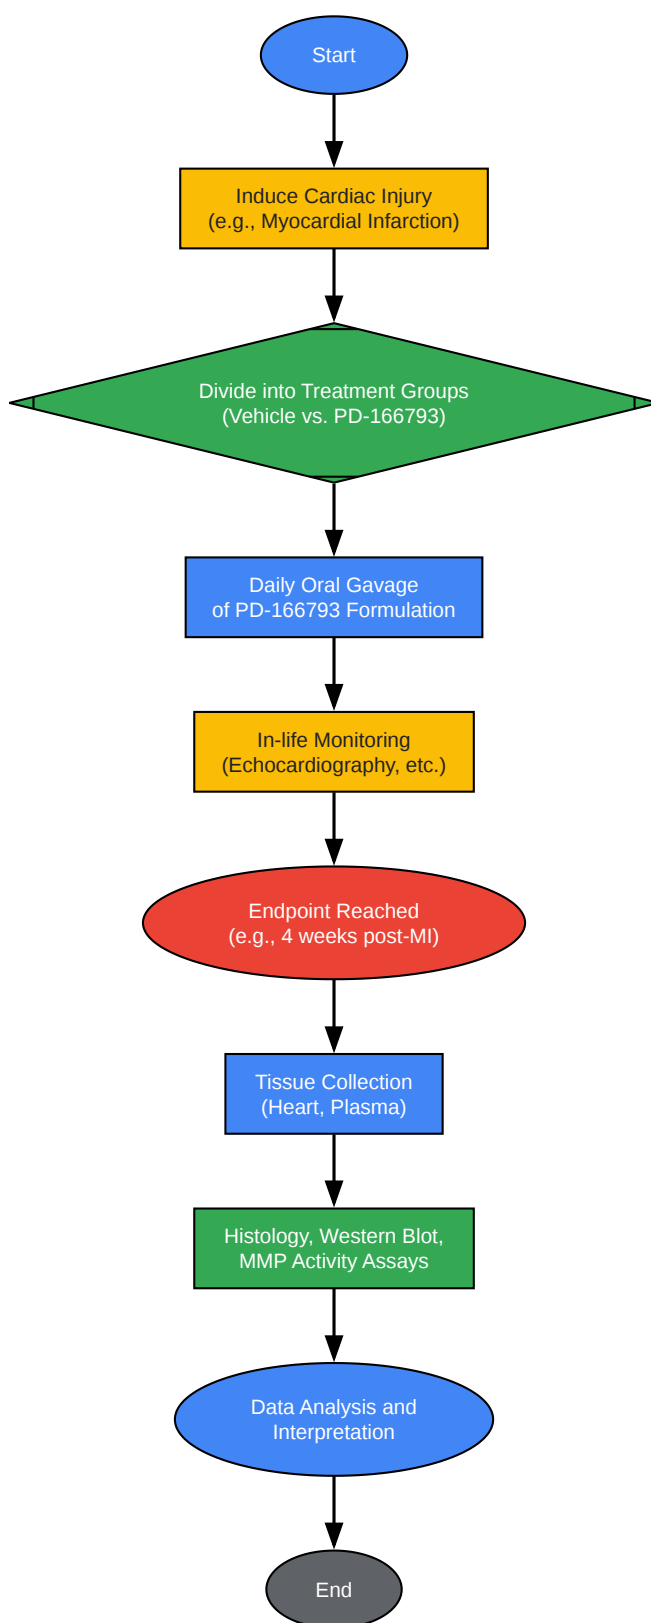 Start
Induce Cardiac Injury
(e.g., Myocardial Infarction)
Divide into Treatment Groups
(Vehicle vs. PD-166793)
Daily Oral Gavage
of PD-166793 Formulation
In-life Monitoring
(Echocardiography, etc.)
Endpoint Reached
(e.g., 4 weeks post-MI)
Tissue Collection
(Heart, Plasma)
Histology, Western Blot,
MMP Activity Assays
Data Analysis and
Interpretation
End